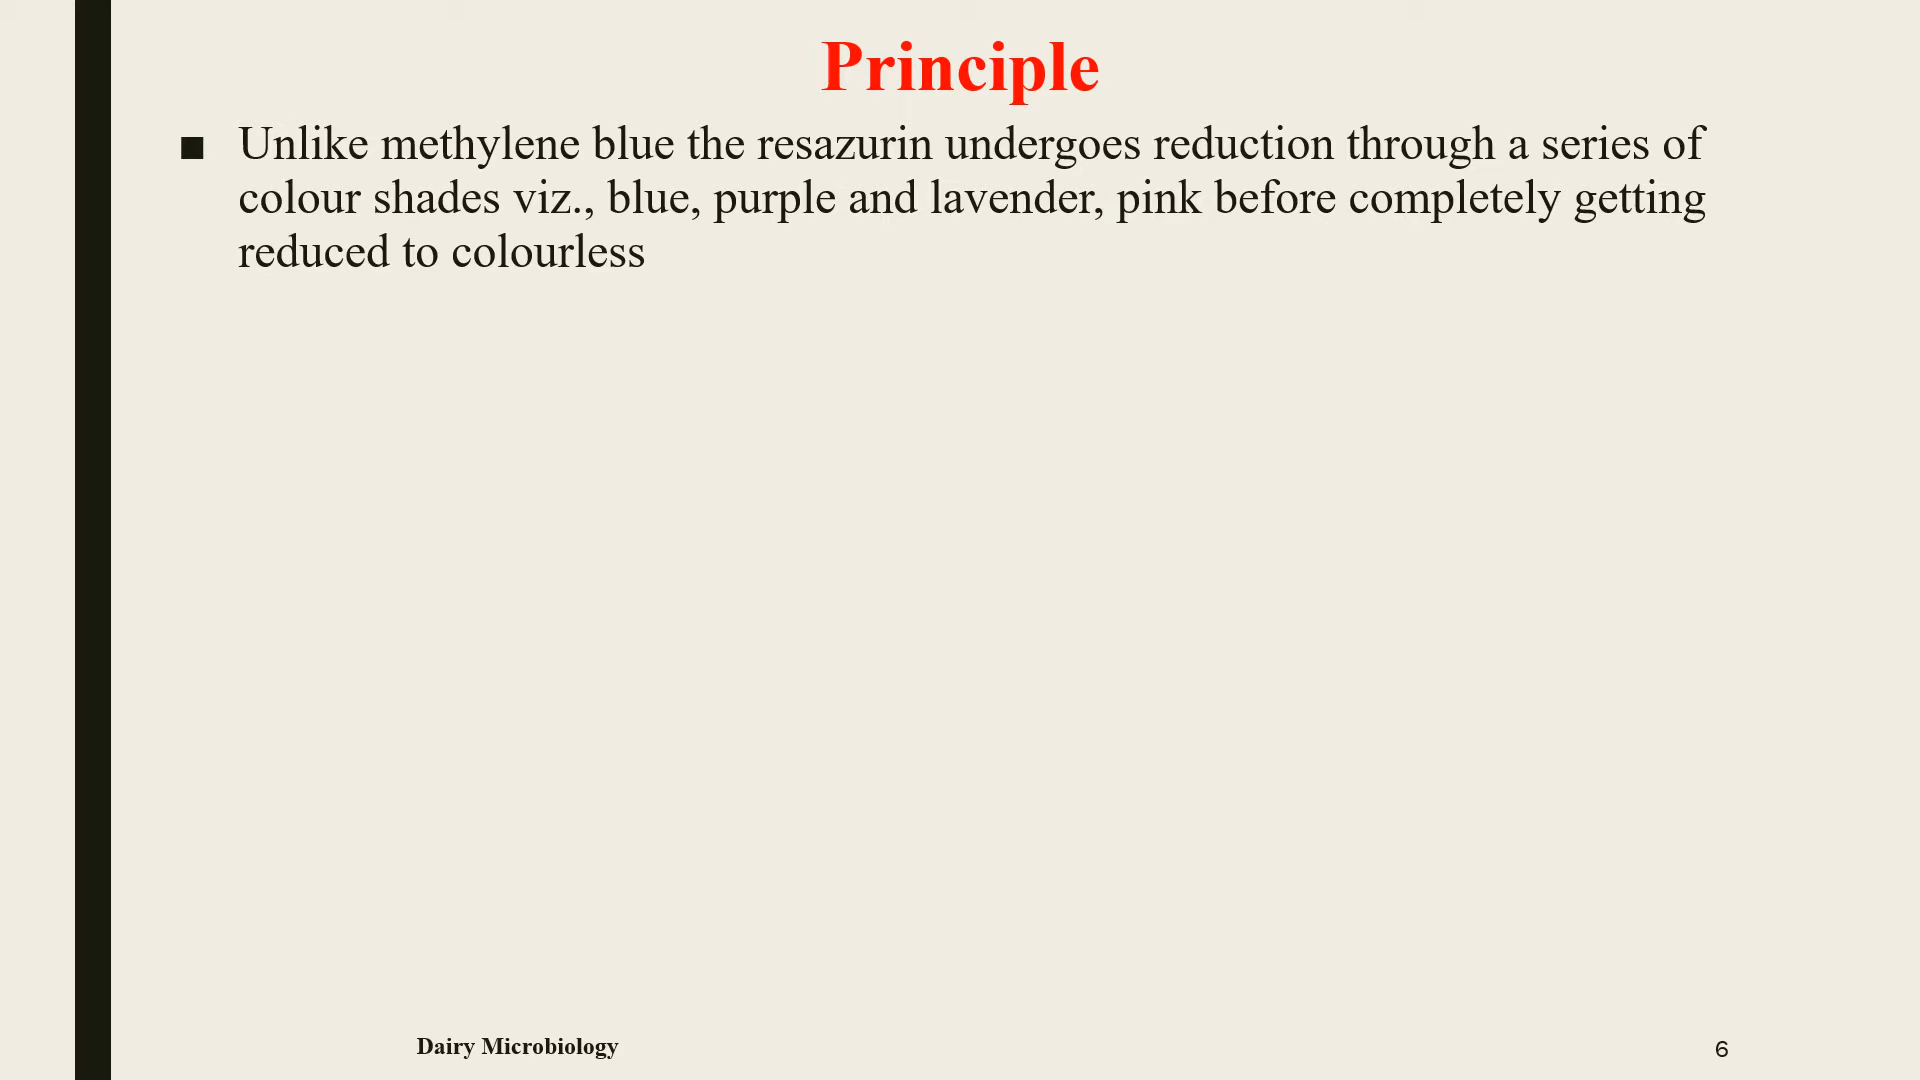 Principle
■ Unlike methylene blue the resazurin undergoes reduction through a series of
colour shades viz., blue, purple and lavender, pink before completely getting
reduced to colourless
Dairy Microbiology
6